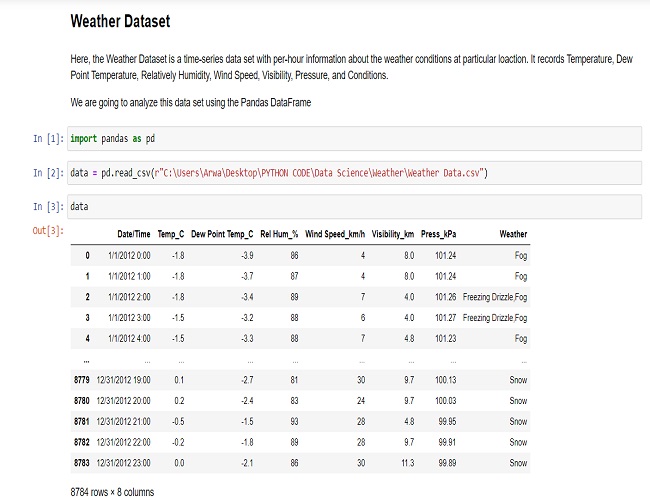 Weather Dataset
Here, the Weather Dataset is a time-series data set with per-hour information about the weather conditions at particular loaction. It records Temperature, Dew
Point Temperature, Relatively Humidity, Wind Speed, Visibility, Pressure, and Conditions.
We are going to analyze this data set using the Pandas DataFrame
In [1]: import pandas as pd
In [2]: data = pd.read_csv(r"C:\Users\Arwa\Desktop\PYTHON CODE\Data Science\Weather\Weather Data.csv")
In [3]: data
Out[3]:
Date/Time Temp_C Dew Point Temp_C Rel Hum_% Wind Speed_km/h Visibility_km Press_kPa Weather
0 1/1/2012 0:00 -1.8 -3.9 86 4 8.0 101.24 Fog
1 1/1/2012 1:00 -1.8 -3.7 87 4 8.0 101.24 Fog
2 1/1/2012 2:00 -1.8 -3.4 89 7 4.0 101.26 Freezing Drizzle,Fog
3 1/1/2012 3:00 -1.5 -3.2 88 6 4.0 101.27 Freezing Drizzle,Fog
4 1/1/2012 4:00 -1.5 -3.3 88 7 4.8 101.23 Fog
... ... ... ... ... ... ... ... ...
8779 12/31/2012 19:00 0.1 -2.7 81 30 9.7 100.13 Snow
8780 12/31/2012 20:00 0.2 -2.4 83 24 9.7 100.03 Snow
8781 12/31/2012 21:00 -0.5 -1.5 93 28 4.8 99.95 Snow
8782 12/31/2012 22:00 -0.2 -1.8 89 28 9.7 99.91 Snow
8783 12/31/2012 23:00 0.0 -2.1 86 30 11.3 99.89 Snow
8784 rows × 8 columns